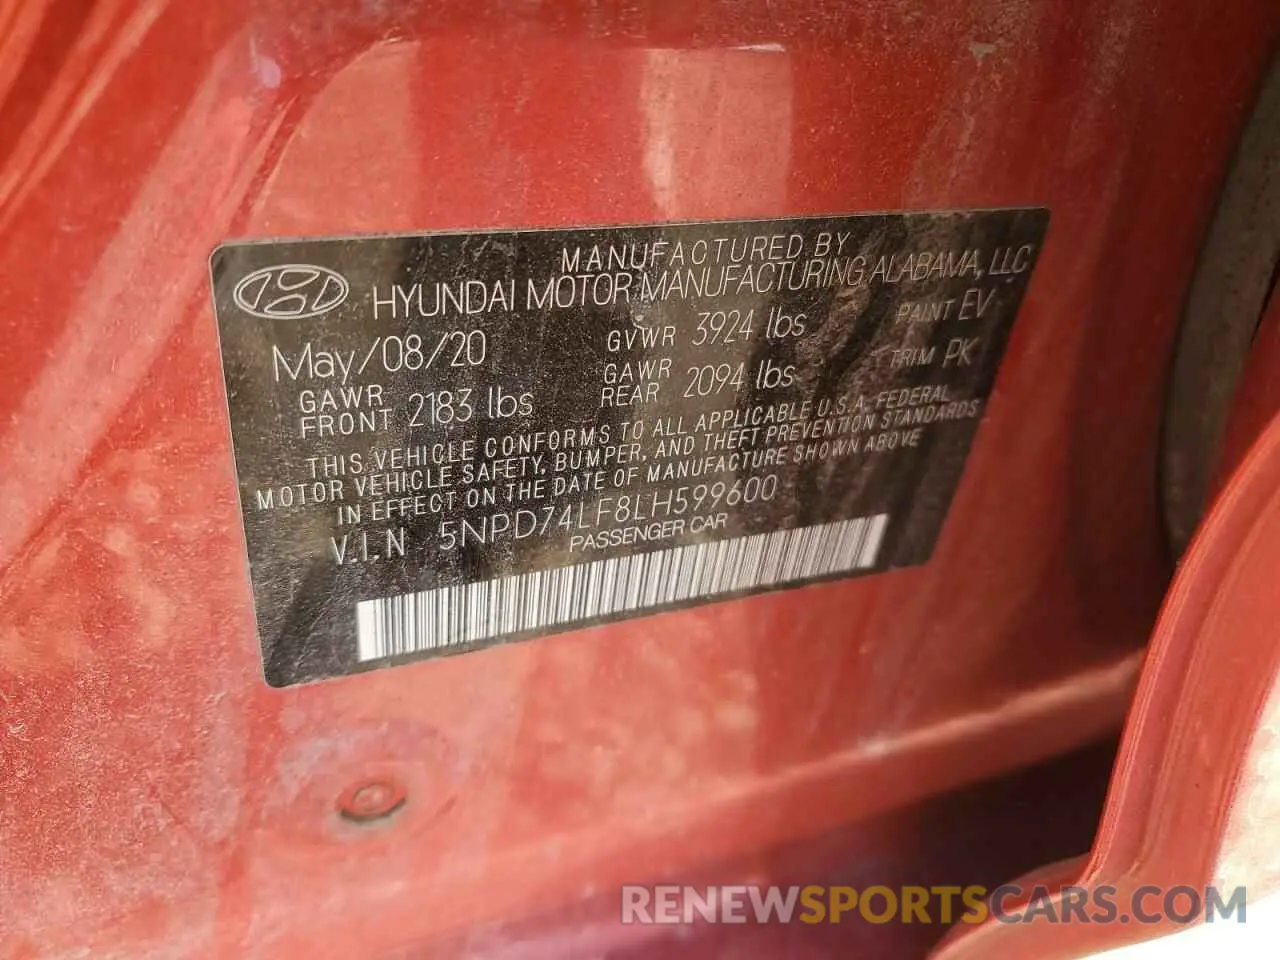 MANUFACTURED BY
HYUNDAI MOTOR MANUFACTURING ALABAMA, LLC
May/08/20 GVWR 3924 lbs PAINT EV
GAWR FRONT 2183 lbs GAWR REAR 2094 lbs TRIM PK
THIS VEHICLE CONFORMS TO ALL APPLICABLE U.S.A. FEDERAL
MOTOR VEHICLE SAFETY, BUMPER, AND THEFT PREVENTION STANDARDS
IN EFFECT ON THE DATE OF MANUFACTURE SHOWN ABOVE
V.I.N 5NPD74LF8LH599600
PASSENGER CAR
RENEWSPORTSCARS.COM